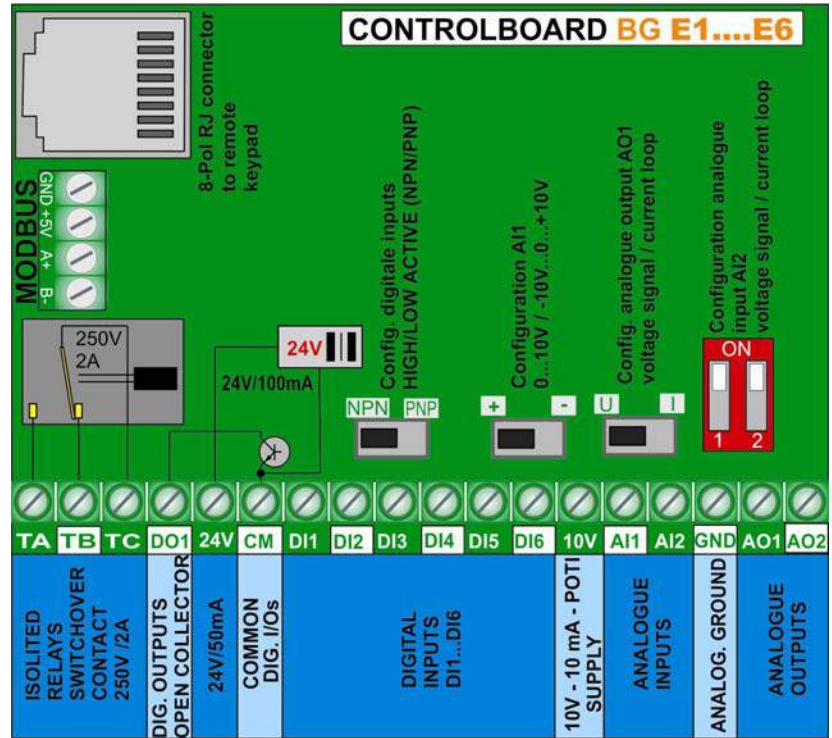 CONTROLBOARD BG E1....E6
8-Pol RJ connector
to remote
keypad
MODBUS
GND
+5V
A+
B-
250V
2A
24V
24V/100mA
Config. digitale inputs
HIGH/LOW ACTIVE (NPN/PNP)
NPN PNP
Configuration AI1
0...10V / -10V..0...+10V
+ -
Config. analogue output AO1
voltage signal / current loop
U I
Configuration analogue
input AI2
voltage signal / current loop
ON
1 2
TA TB TC DO1 24V CM DI1 DI2 DI3 DI4 DI5 DI6 10V AI1 AI2 GND AO1 AO2
ISOLITED
RELAYS
SWITCHOVER
CONTACT
250V /2A
DIG. OUTPUTS
OPEN COLLECTOR
24V/50mA
COMMON
DIG. I/Os
DIGITAL
INPUTS
DI1...DI6
10V - 10 mA - POTI
SUPPLY
ANALOGUE
INPUTS
ANALOG. GROUND
ANALOGUE
OUTPUTS